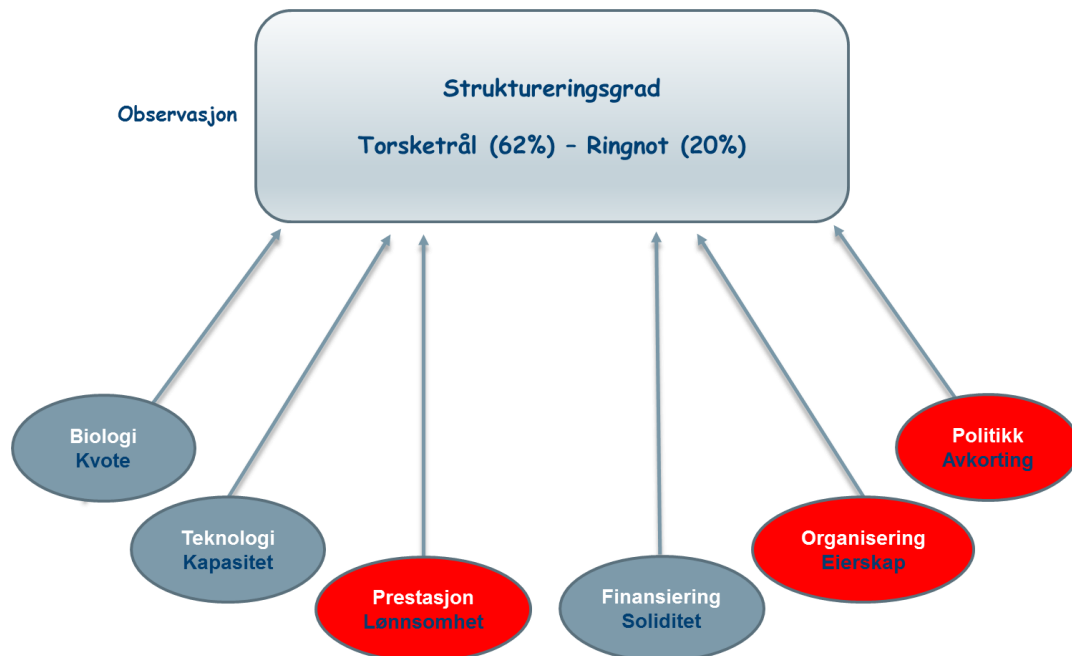 Struktureringsgrad
Observasjon
Torsketrål (62%) – Ringnot (20%)
Biologi
Kvote
Politikk
Avkorting
Teknologi
Kapasitet
Organisering
Eierskap
Prestasjon
Lønnsomhet
Finansiering
Soliditet